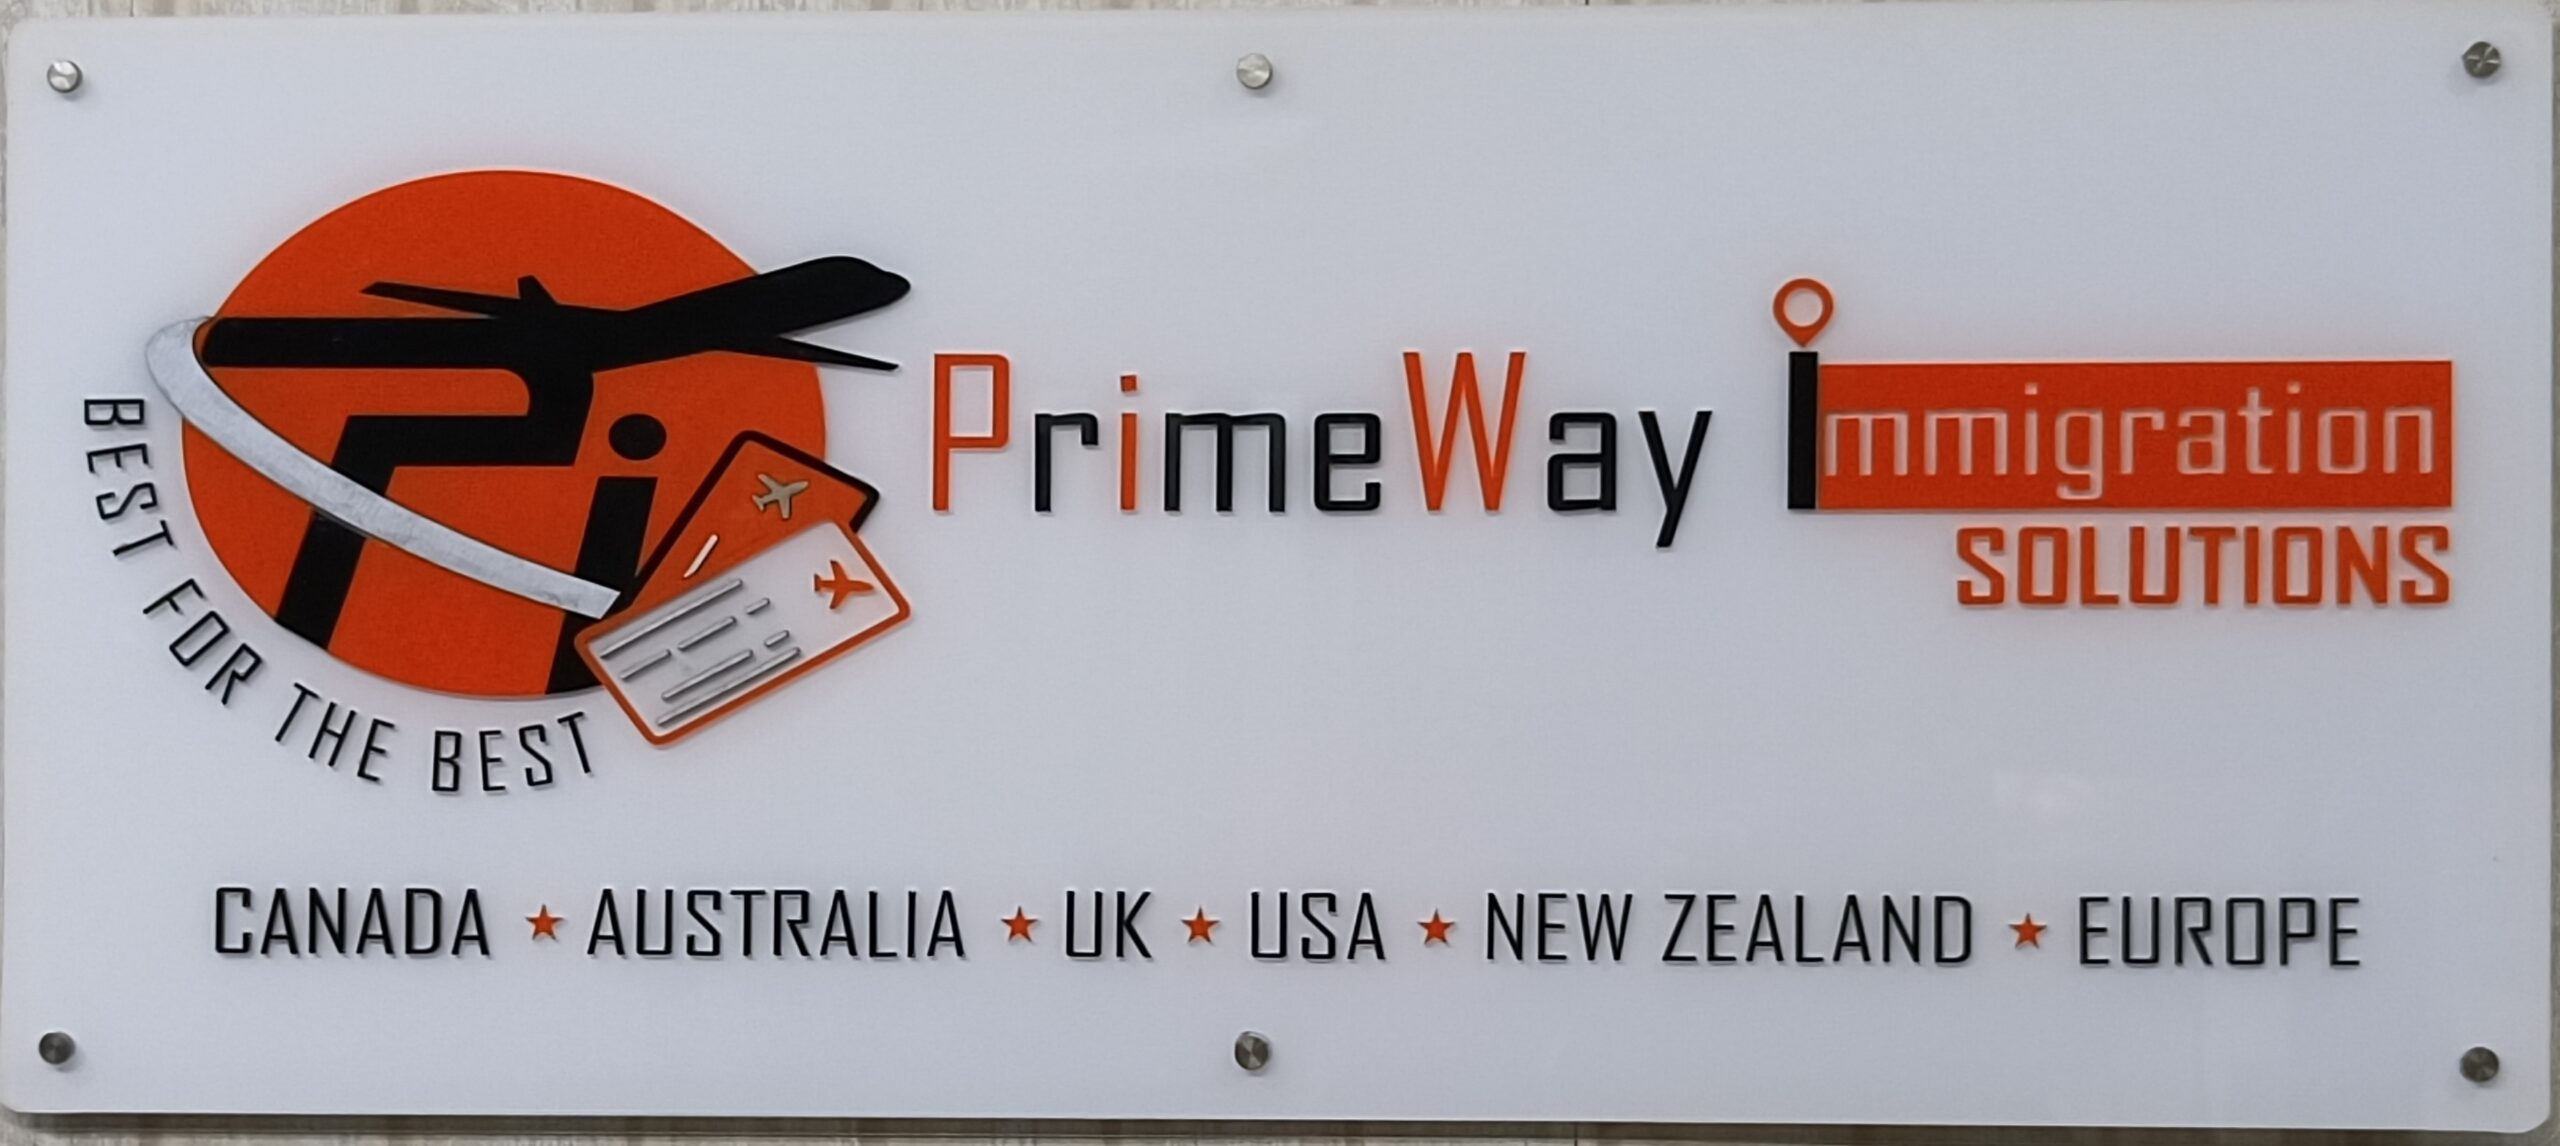 PrimeWay immigration
SOLUTIONS
BEST FOR THE BEST
CANADA ★ AUSTRALIA ★ UK ★ USA ★ NEW ZEALAND ★ EUROPE